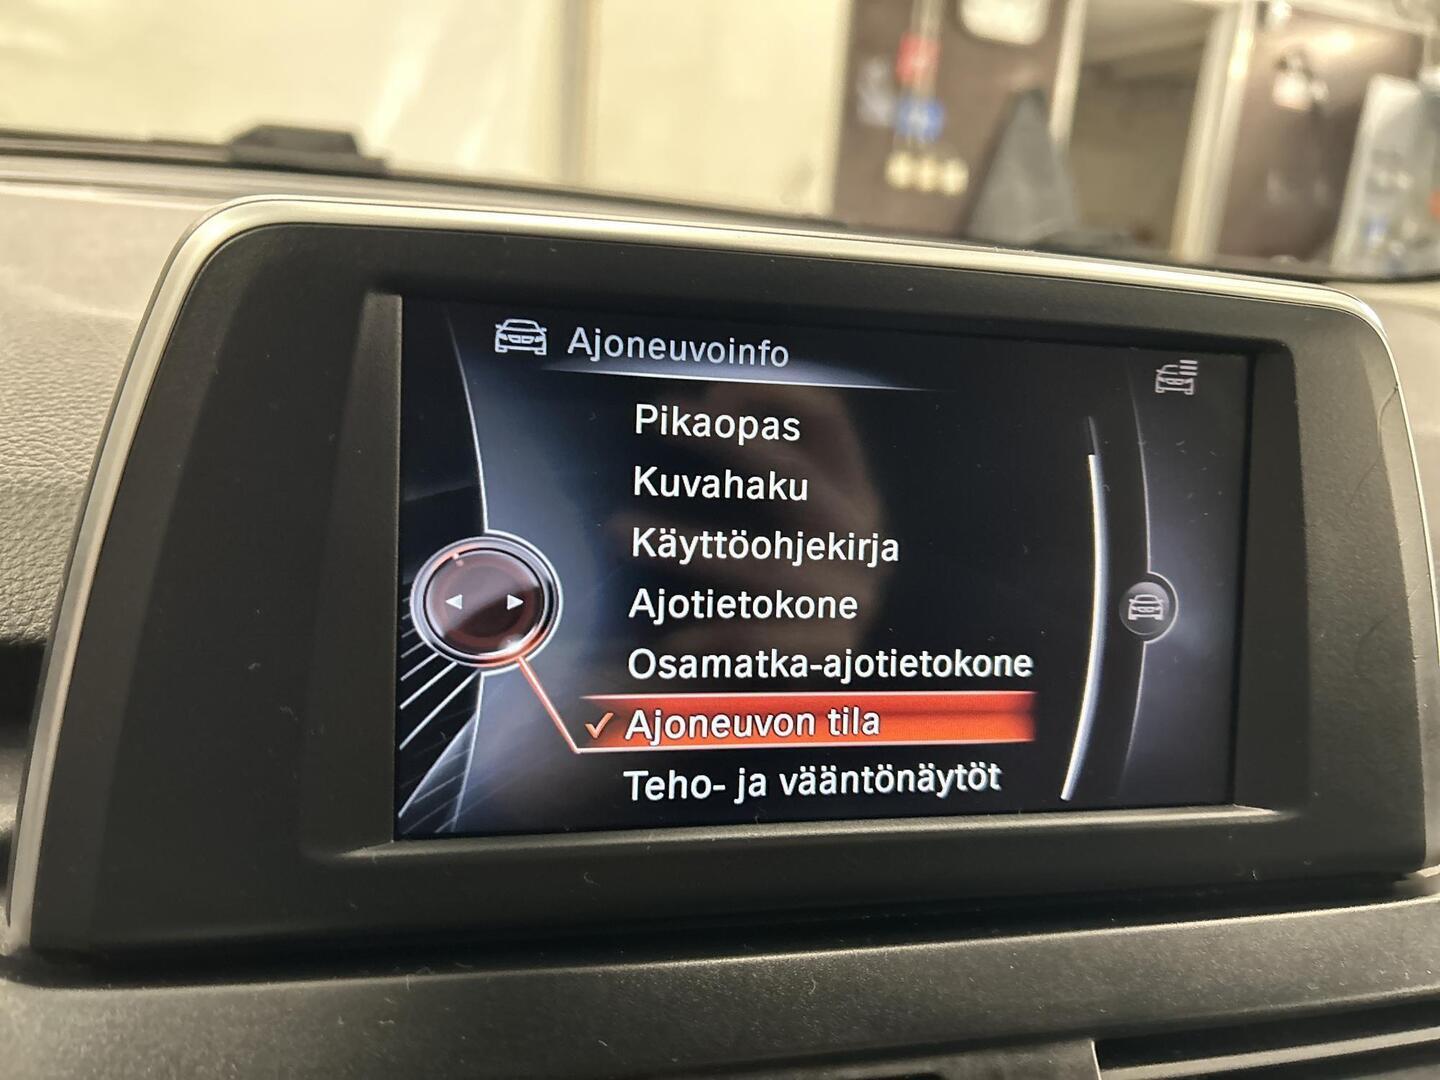 Ajoneuvoinfo
Pikaopas
Kuvahaku
Käyttöohjekirja
Ajotietokone
Osamatka-ajotietokone
Ajoneuvon tila
Teho- ja vääntönäytöt